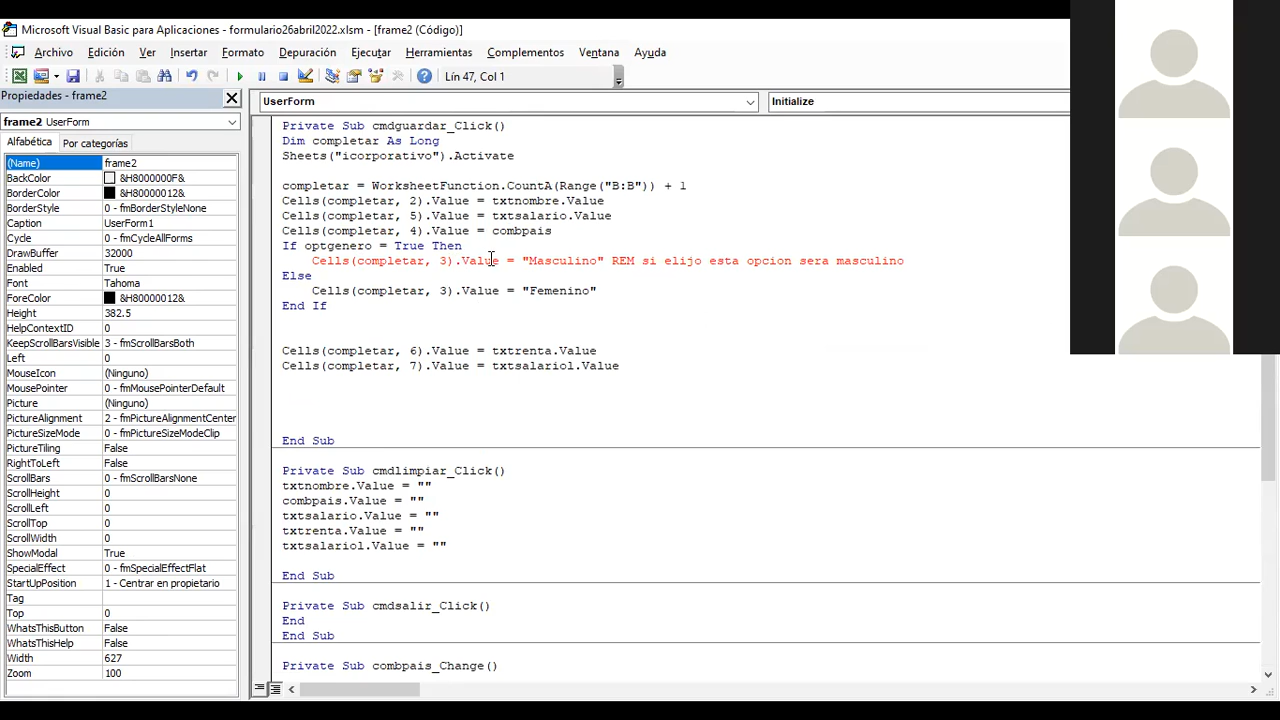 Microsoft Visual Basic para Aplicaciones - formulario26abril2022.xlsm - [frame2 (Código)]
Archivo Edición Ver Insertar Formato Depuración Ejecutar Herramientas Complementos Ventana Ayuda
Lín 47, Col 1
Propiedades - frame2
frame2 UserForm
Alfabética Por categorías
(Name) frame2
BackColor &H8000000F&
BorderColor &H80000012&
BorderStyle 0 - fmBorderStyleNone
Caption UserForm1
Cycle 0 - fmCycleAllForms
DrawBuffer 32000
Enabled True
Font Tahoma
ForeColor &H80000012&
Height 382.5
HelpContextID 0
KeepScrollBarsVisible 3 - fmScrollBarsBoth
Left 0
MouseIcon (Ninguno)
MousePointer 0 - fmMousePointerDefault
Picture (Ninguno)
PictureAlignment 2 - fmPictureAlignmentCenter
PictureSizeMode 0 - fmPictureSizeModeClip
PictureTiling False
RightToLeft False
ScrollBars 0 - fmScrollBarsNone
ScrollHeight 0
ScrollLeft 0
ScrollTop 0
ScrollWidth 0
ShowModal True
SpecialEffect 0 - fmSpecialEffectFlat
StartUpPosition 1 - Centrar en propietario
Tag
Top 0
WhatsThisButton False
WhatsThisHelp False
Width 627
Zoom 100
UserForm Initialize
Private Sub cmdguardar_Click()
Dim completar As Long
Sheets("icorporativo").Activate
completar = WorksheetFunction.CountA(Range("B:B")) + 1
Cells(completar, 2).Value = txtnombre.Value
Cells(completar, 5).Value = txtsalario.Value
Cells(completar, 4).Value = combpais
If optgenero = True Then
Cells(completar, 3).Value = "Masculino" REM si elijo esta opcion sera masculino
Else
Cells(completar, 3).Value = "Femenino"
End If
Cells(completar, 6).Value = txtrenta.Value
Cells(completar, 7).Value = txtsalariol.Value
End Sub
Private Sub cmdlimpiar_Click()
txtnombre.Value = ""
combpais.Value = ""
txtsalario.Value = ""
txtrenta.Value = ""
txtsalariol.Value = ""
End Sub
Private Sub cmdsalir_Click()
End
End Sub
Private Sub combpais_Change()